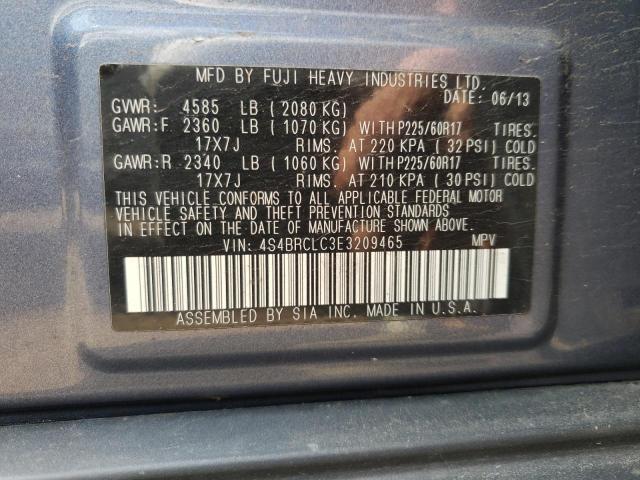 MFD BY FUJI HEAVY INDUSTRIES LTD.
DATE: 06/13
GVWR: 4585 LB (2080 KG)
GAWR:F. 2360 LB (1070 KG) WITH P225/60R17 TIRES.
17X7J RIMS. AT 220 KPA (32 PSI) COLD
GAWR:R. 2340 LB (1060 KG) WITH P225/60R17 TIRES.
17X7J RIMS. AT 210 KPA (30 PSI) COLD
THIS VEHICLE CONFORMS TO ALL APPLICABLE FEDERAL MOTOR
VEHICLE SAFETY AND THEFT PREVENTION STANDARDS
IN EFFECT ON THE DATE OF MANUFACTURE SHOWN ABOVE.
VIN: 4S4BRCLC3E3209465 MPV
ASSEMBLED BY SIA INC. MADE IN U.S.A.